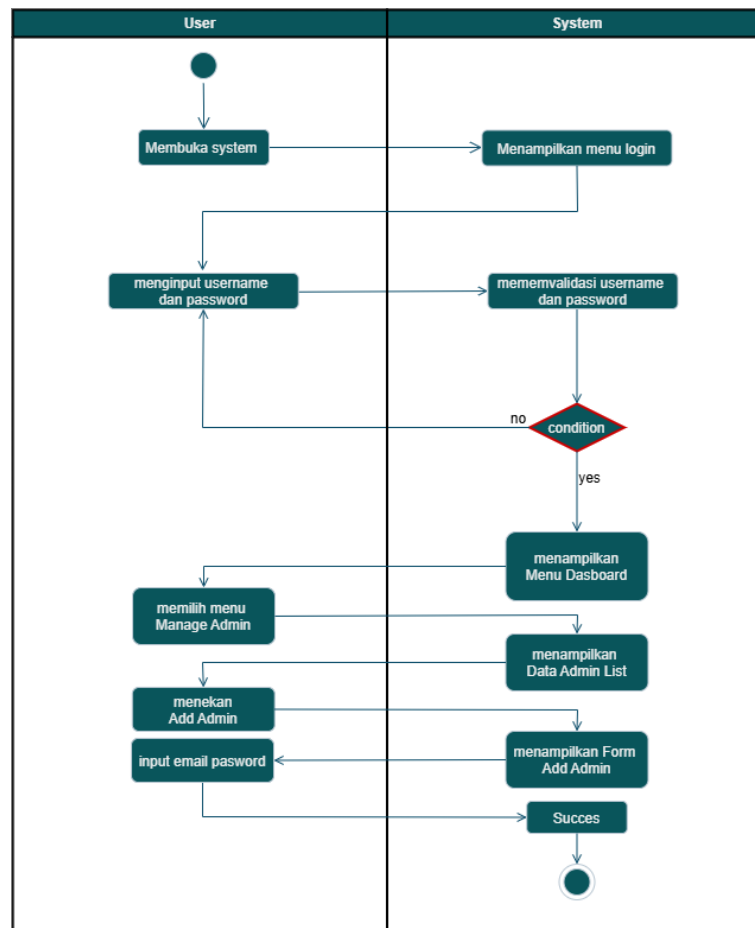 User
System
Membuka system
Menampilkan menu login
menginput username
dan password
mememvalidasi username
dan password
no
condition
yes
menampilkan
Menu Dasboard
memilih menu
Manage Admin
menampilkan
Data Admin List
menekan
Add Admin
input email pasword
menampilkan Form
Add Admin
Succes